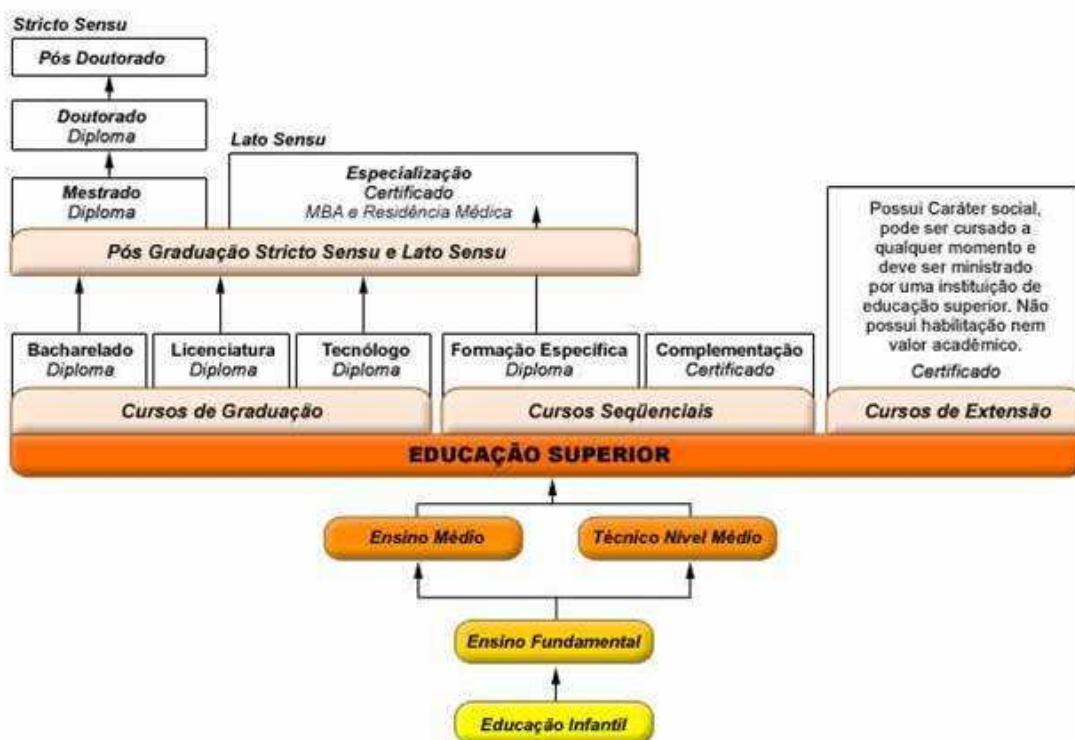 Stricto Sensu
Pós Doutorado
Doutorado
Diploma
Mestrado
Diploma
Lato Sensu
Especialização
Certificado
MBA e Residência Médica
Pós Graduação Stricto Sensu e Lato Sensu
Possui Caráter social,
pode ser cursado a
qualquer momento e
deve ser ministrado
por uma instituição de
educação superior. Não
possui habilitação nem
valor acadêmico.
Certificado
Bacharelado
Diploma
Licenciatura
Diploma
Tecnólogo
Diploma
Formação Específica
Diploma
Complementação
Certificado
Cursos de Graduação
Cursos Seqüenciais
Cursos de Extensão
EDUCAÇÃO SUPERIOR
Ensino Médio
Técnico Nível Médio
Ensino Fundamental
Educação Infantil